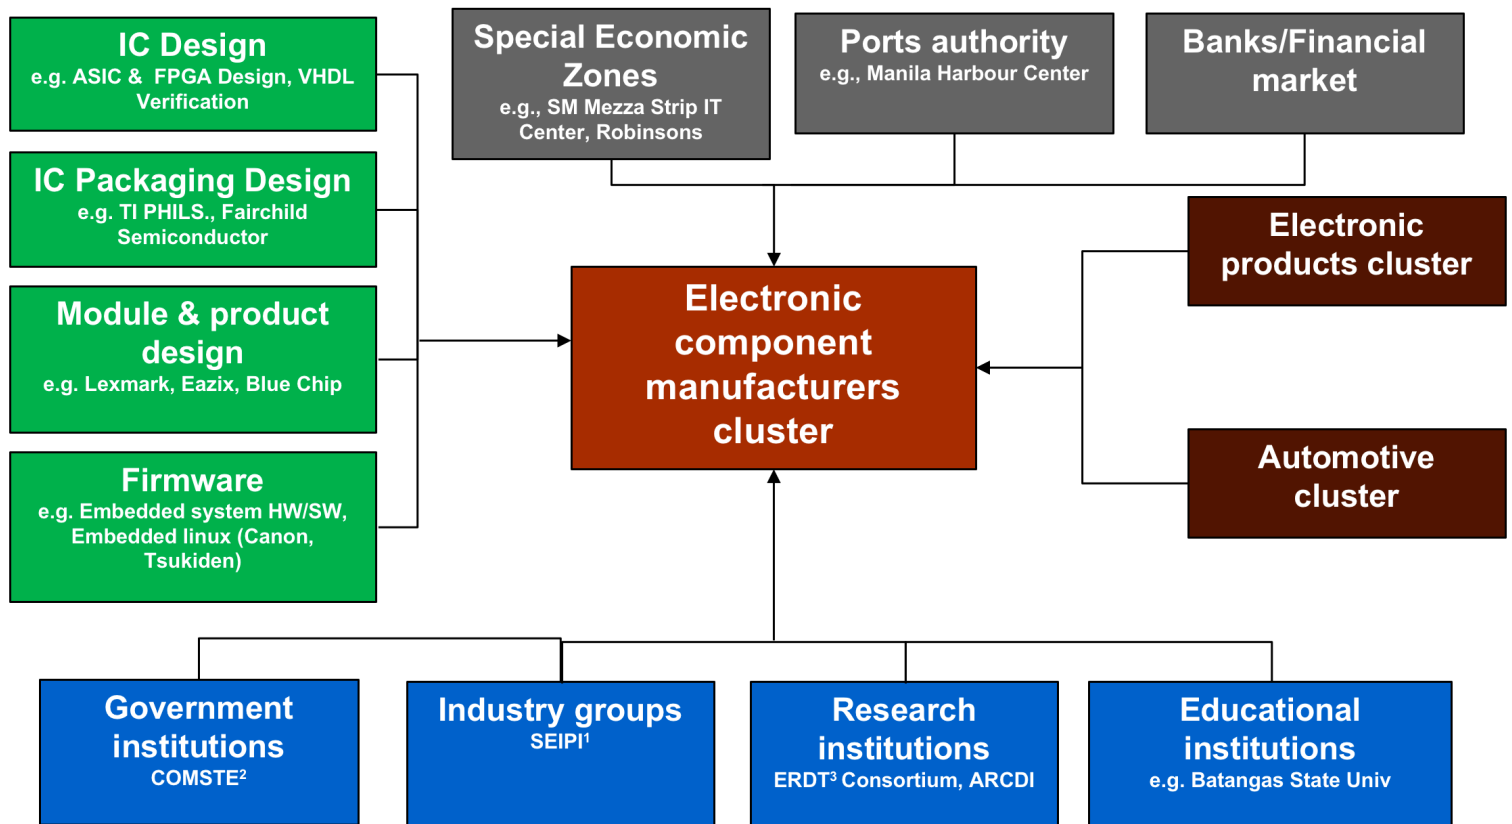 IC Design
e.g. ASIC & FPGA Design, VHDL
Verification
IC Packaging Design
e.g. TI PHILS., Fairchild
Semiconductor
Module & product
design
e.g. Lexmark, Eazix, Blue Chip
Firmware
e.g. Embedded system HW/SW,
Embedded linux (Canon,
Tsukiden)
Special Economic
Zones
e.g., SM Mezza Strip IT
Center, Robinsons
Ports authority
e.g., Manila Harbour Center
Banks/Financial
market
Electronic
component
manufacturers
cluster
Electronic
products cluster
Automotive
cluster
Government
institutions
COMSTE²
Industry groups
SEIPI¹
Research
institutions
ERDT³ Consortium, ARCDI
Educational
institutions
e.g. Batangas State Univ